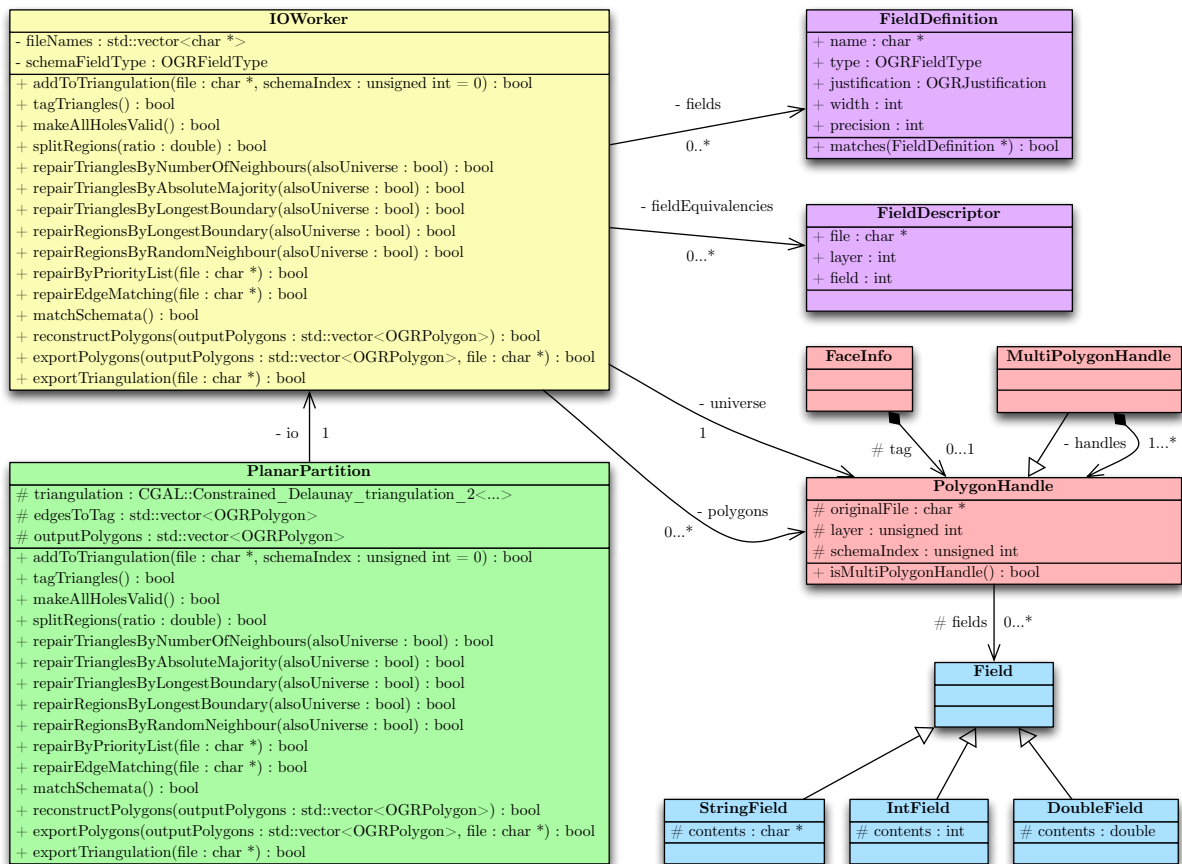 IOWorker
- fileNames : std::vector<char *>
- schemaFieldType : OGRFieldType
+ addToTriangulation(file : char *, schemaIndex : unsigned int = 0) : bool
+ tagTriangles() : bool
+ makeAllHolesValid() : bool
+ splitRegions(ratio : double) : bool
+ repairTrianglesByNumberOfNeighbours(alsoUniverse : bool) : bool
+ repairTrianglesByAbsoluteMajority(alsoUniverse : bool) : bool
+ repairTrianglesByLongestBoundary(alsoUniverse : bool) : bool
+ repairRegionsByLongestBoundary(alsoUniverse : bool) : bool
+ repairRegionsByRandomNeighbour(alsoUniverse : bool) : bool
+ repairByPriorityList(file : char *) : bool
+ repairEdgeMatching(file : char *) : bool
+ matchSchemata() : bool
+ reconstructPolygons(outputPolygons : std::vector<OGRPolygon>) : bool
+ exportPolygons(outputPolygons : std::vector<OGRPolygon>, file : char *) : bool
+ exportTriangulation(file : char *) : bool
- fields
0..*
FieldDefinition
+ name : char *
+ type : OGRFieldType
+ justification : OGRJustification
+ width : int
+ precision : int
+ matches(FieldDefinition *) : bool
- fieldEquivalencies
0...*
FieldDescriptor
+ file : char *
+ layer : int
+ field : int
FaceInfo
MultiPolygonHandle
- universe
1
# tag
0...1
- handles
1...*
- io
1
- polygons
0...*
PolygonHandle
# originalFile : char *
# layer : unsigned int
# schemaIndex : unsigned int
+ isMultiPolygonHandle() : bool
PlanarPartition
# triangulation : CGAL::Constrained_Delaunay_triangulation_2<...>
# edgesToTag : std::vector<OGRPolygon>
# outputPolygons : std::vector<OGRPolygon>
+ addToTriangulation(file : char *, schemaIndex : unsigned int = 0) : bool
+ tagTriangles() : bool
+ makeAllHolesValid() : bool
+ splitRegions(ratio : double) : bool
+ repairTrianglesByNumberOfNeighbours(alsoUniverse : bool) : bool
+ repairTrianglesByAbsoluteMajority(alsoUniverse : bool) : bool
+ repairTrianglesByLongestBoundary(alsoUniverse : bool) : bool
+ repairRegionsByLongestBoundary(alsoUniverse : bool) : bool
+ repairRegionsByRandomNeighbour(alsoUniverse : bool) : bool
+ repairByPriorityList(file : char *) : bool
+ repairEdgeMatching(file : char *) : bool
+ matchSchemata() : bool
+ reconstructPolygons(outputPolygons : std::vector<OGRPolygon>) : bool
+ exportPolygons(outputPolygons : std::vector<OGRPolygon>, file : char *) : bool
+ exportTriangulation(file : char *) : bool
# fields
0...*
Field
StringField
# contents : char *
IntField
# contents : int
DoubleField
# contents : double